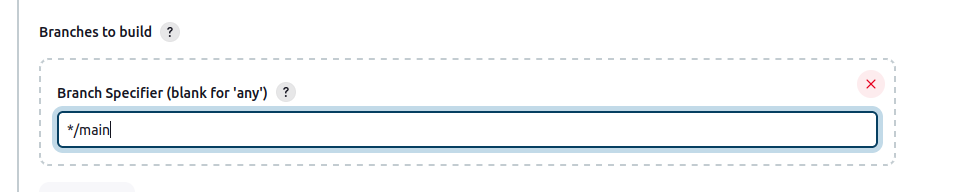 Branches to build ?
Branch Specifier (blank for 'any') ?
*/main